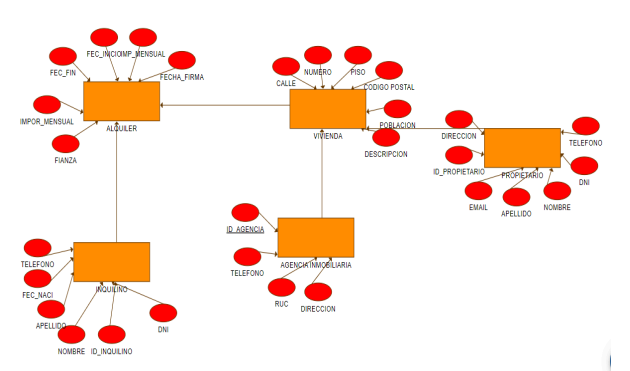 FEC_INICIO
IMP_MENSUAL
FEC_FIN
FECHA_FIRMA
IMPOR_MENSUAL
ALQUILER
FIANZA
NUMERO
PISO
CALLE
CODIGO POSTAL
POBLACION
VIVIENDA
DESCRIPCION
DIRECCION
TELEFONO
ID_PROPIETARIO
PROPIETARIO
DNI
EMAIL
APELLIDO
NOMBRE
ID_AGENCIA
AGENCIA INMOBILIARIA
TELEFONO
RUC
DIRECCION
TELEFONO
INQUILINO
FEC_NACI
APELLIDO
DNI
NOMBRE
ID_INQUILINO